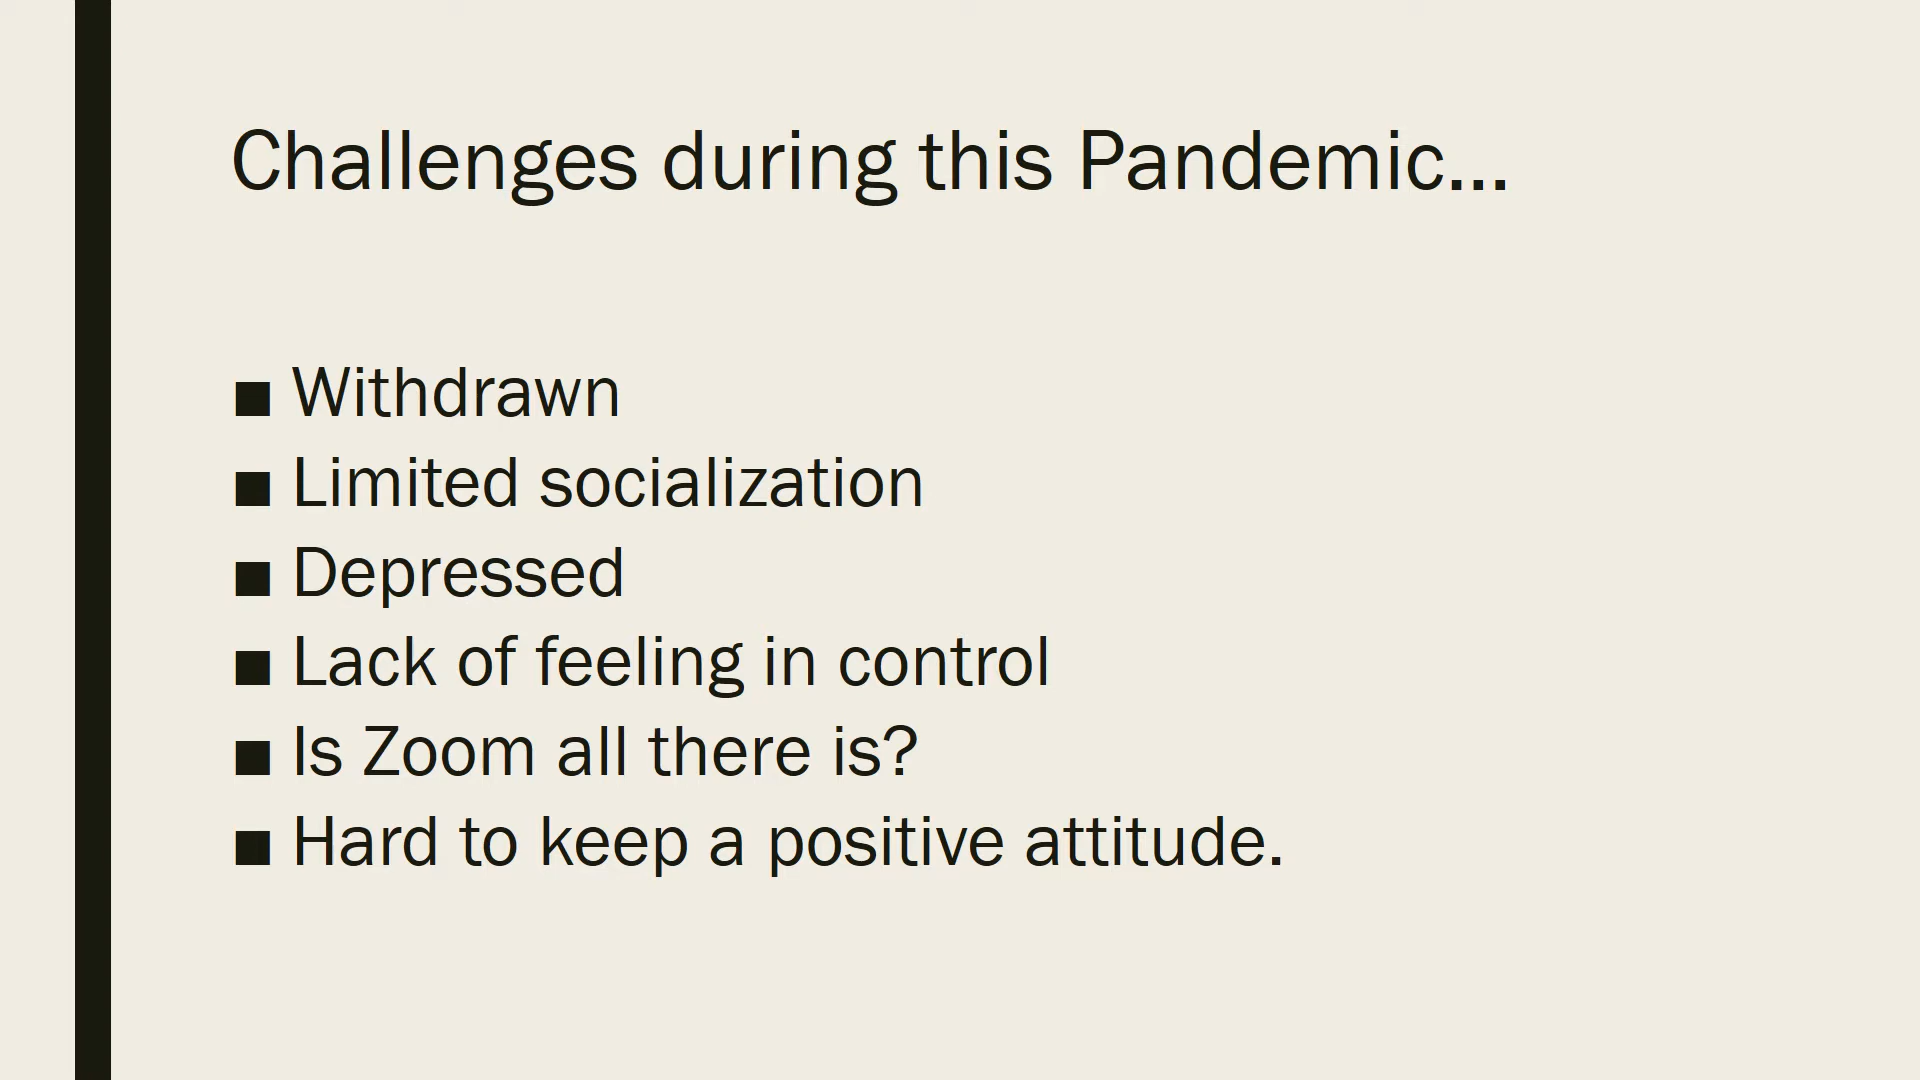 Challenges during this Pandemic...
■ Withdrawn
■ Limited socialization
■ Depressed
■ Lack of feeling in control
■ Is Zoom all there is?
■ Hard to keep a positive attitude.